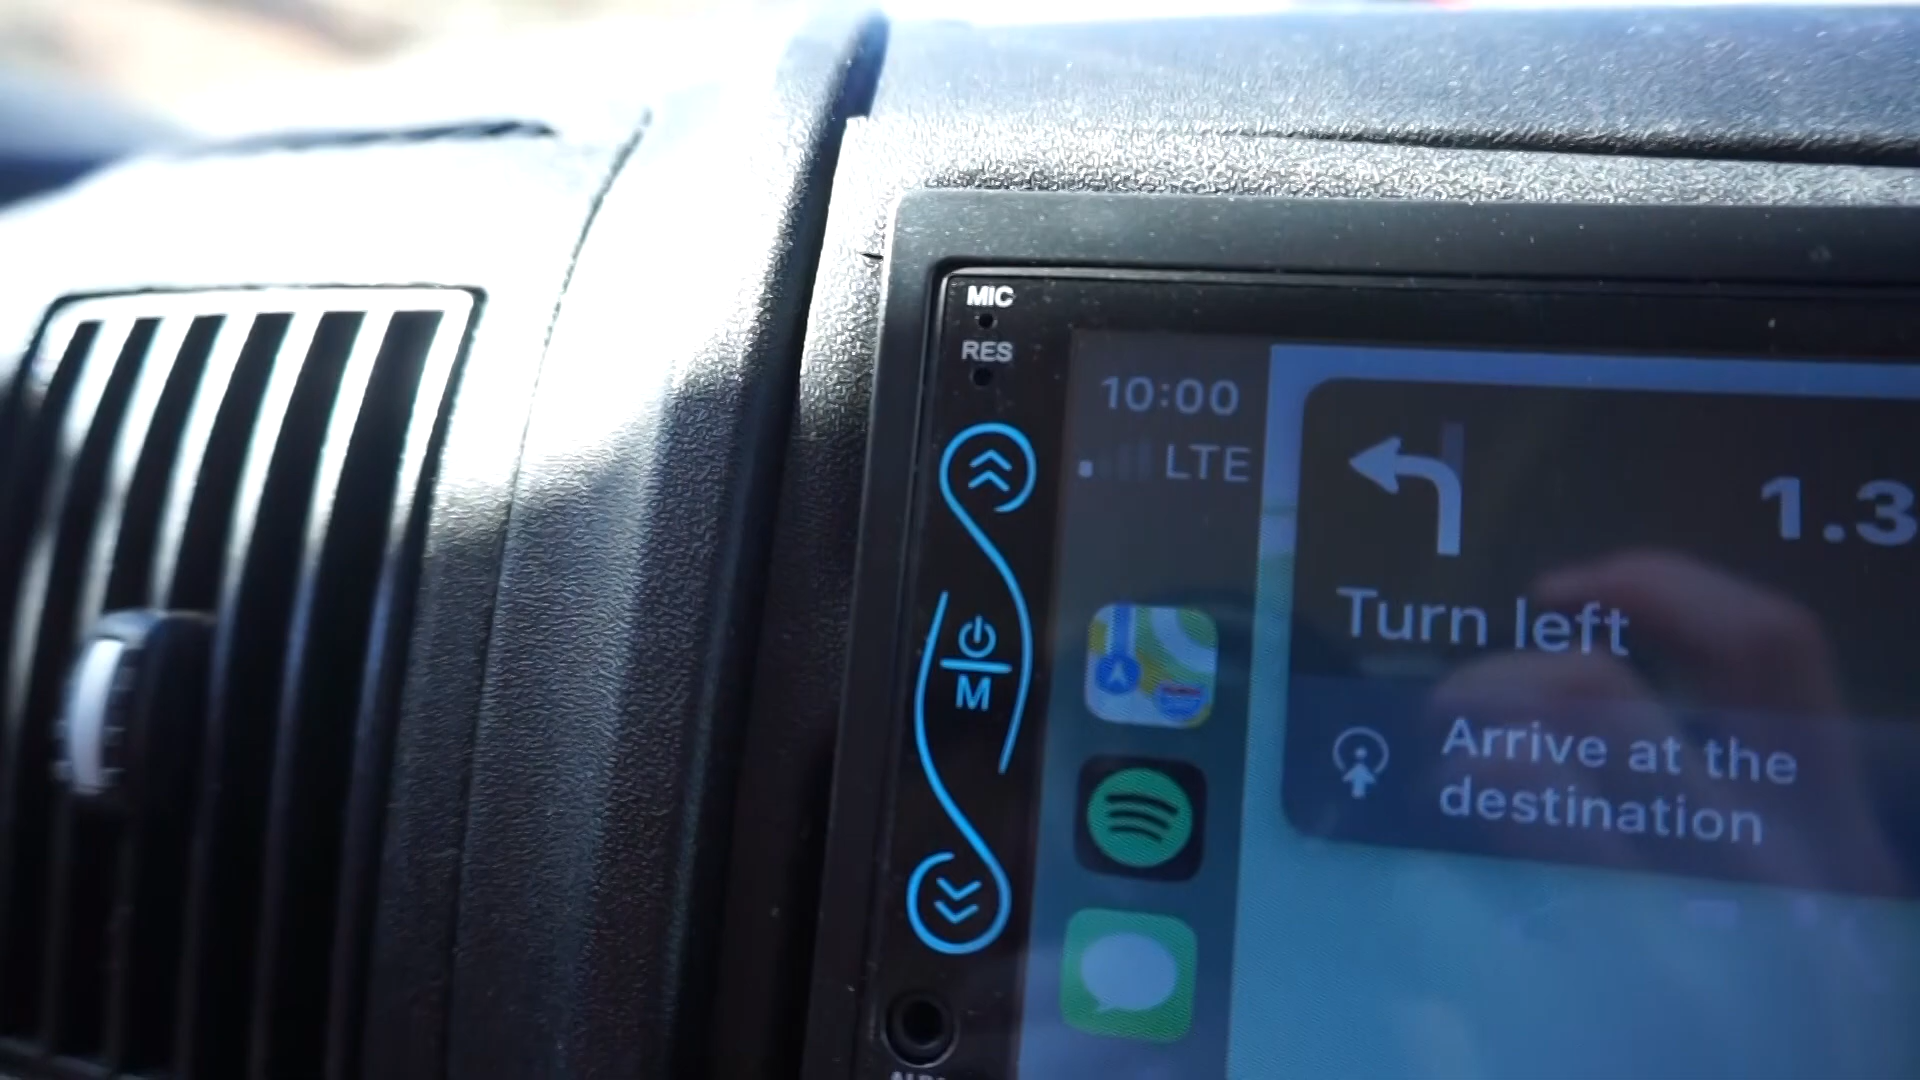 MIC
RES
10:00
LTE
M
1.3
Turn left
Arrive at the
destination